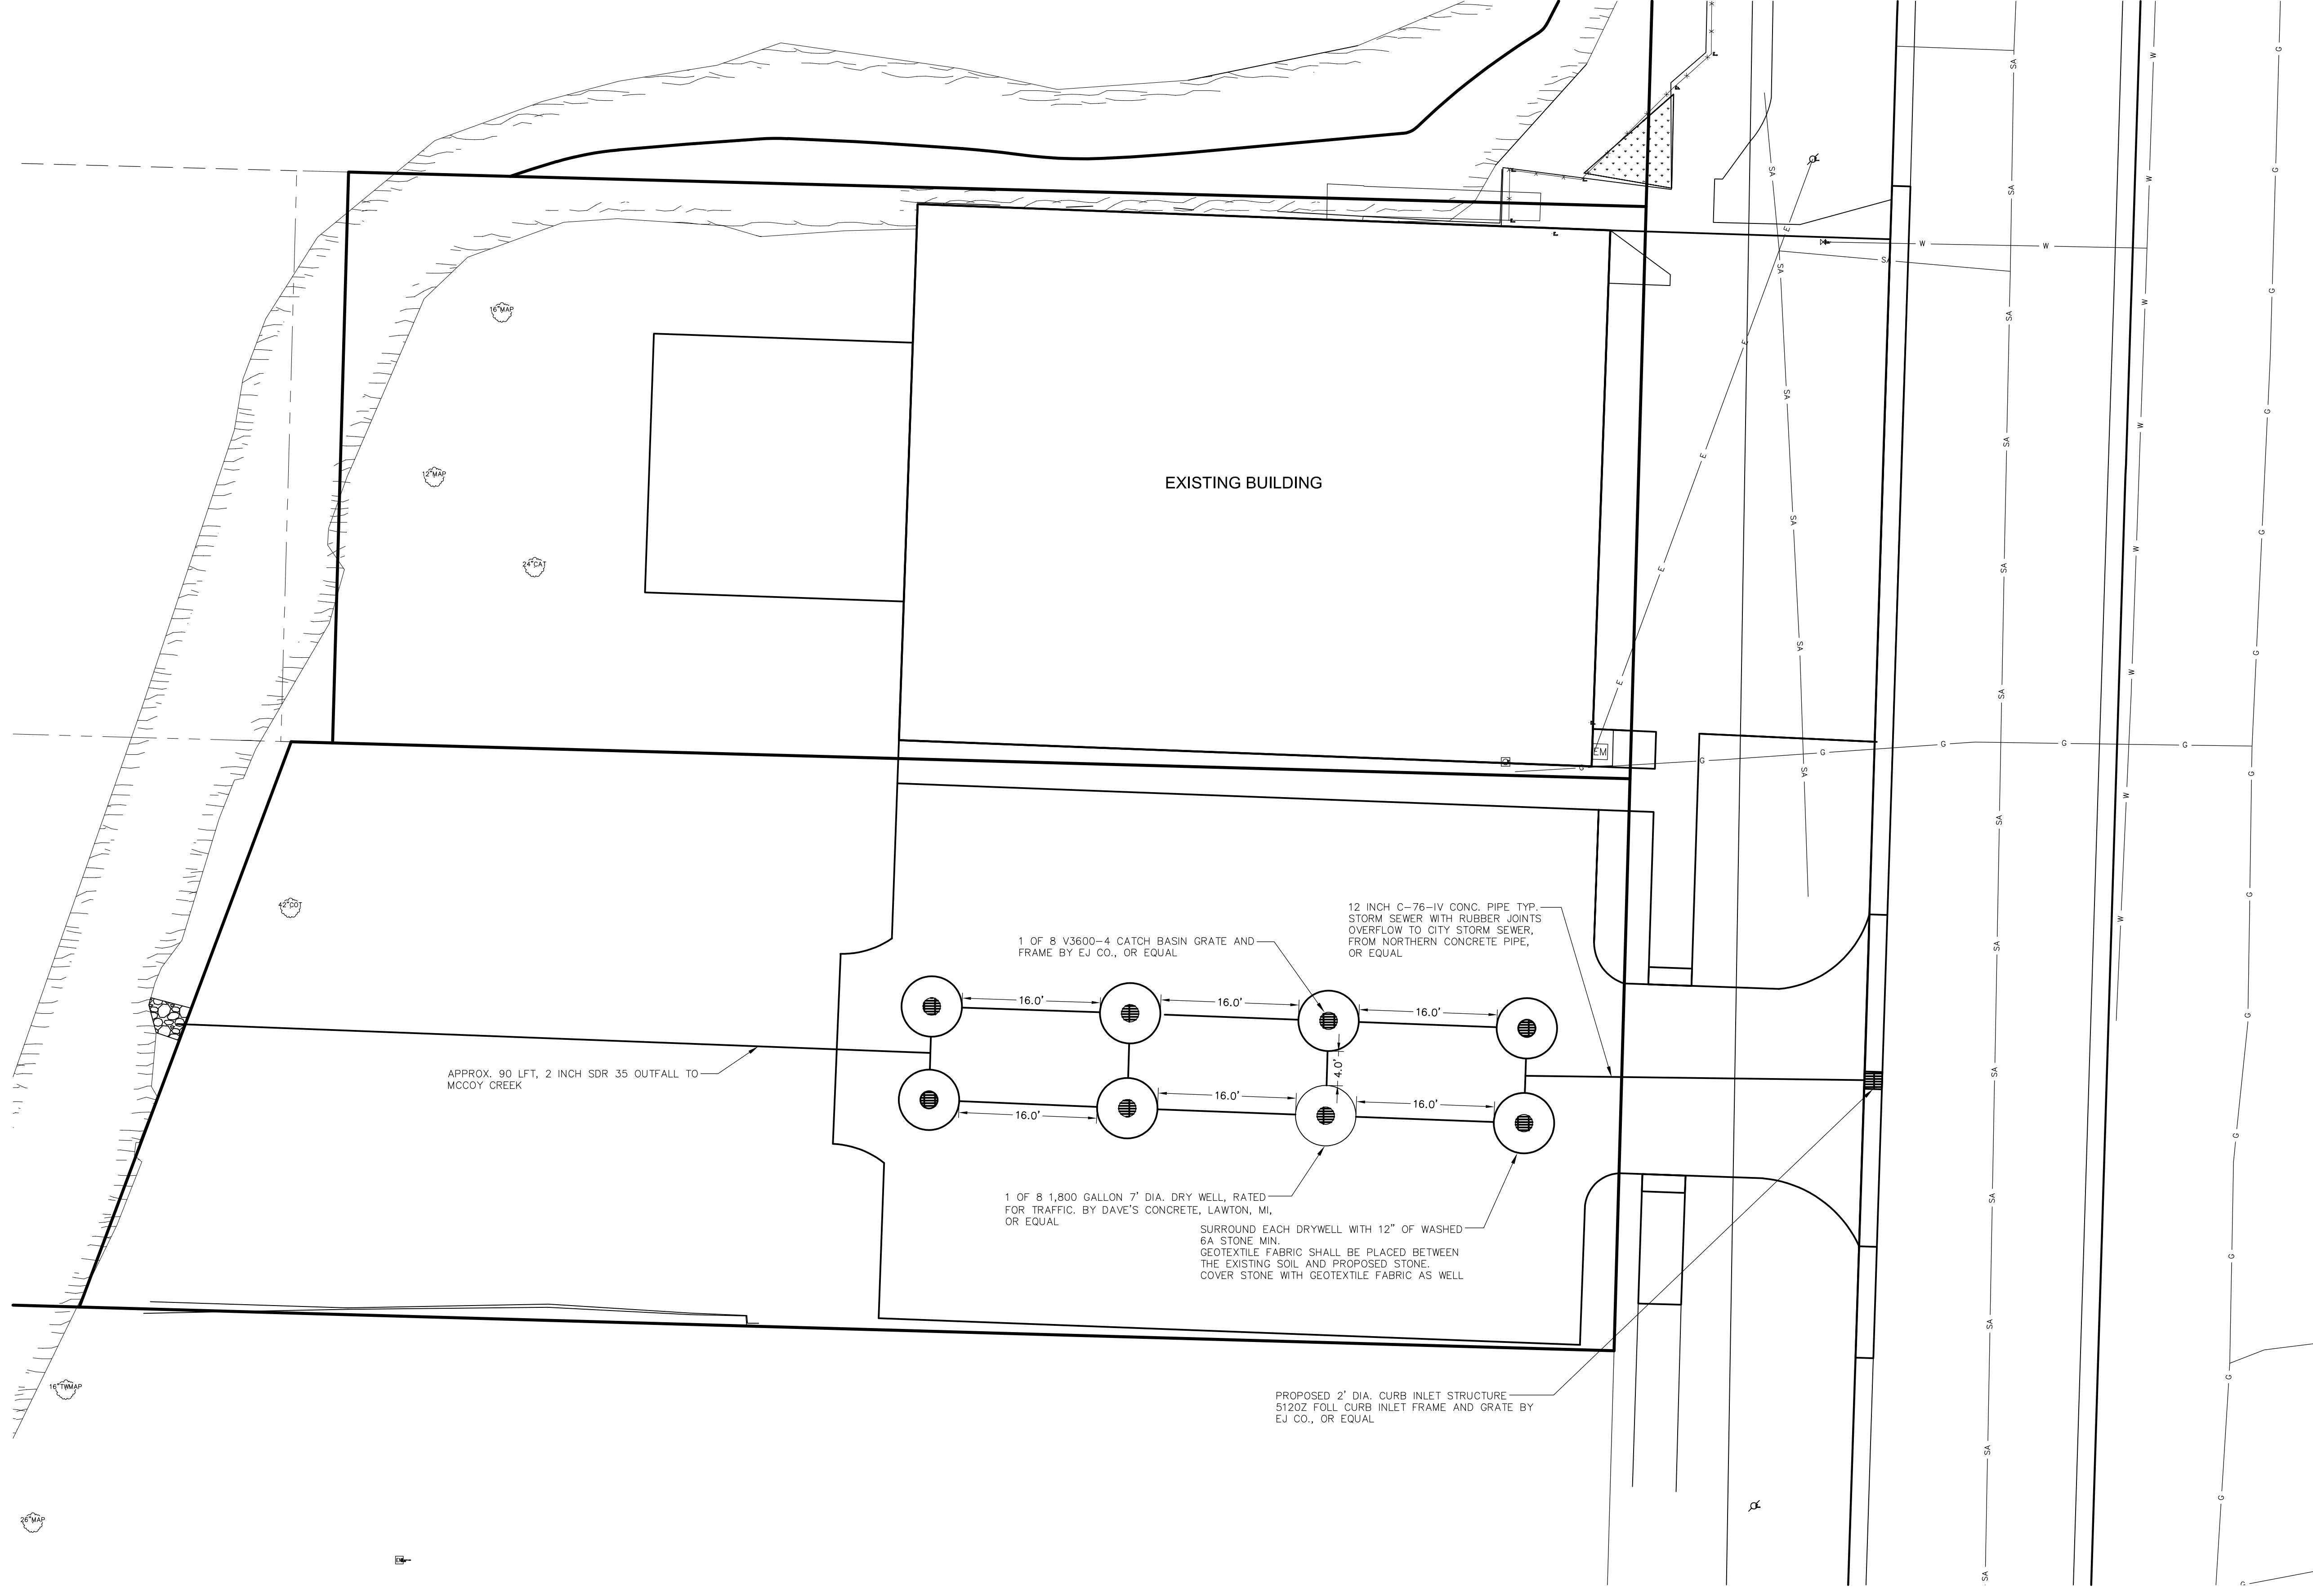 EXISTING BUILDING
16"MAP
12"MAP
24"CAT
42"COT
16"TWMAP
26"MAP
EM
12 INCH C-76-IV CONC. PIPE TYP.
STORM SEWER WITH RUBBER JOINTS
OVERFLOW TO CITY STORM SEWER,
FROM NORTHERN CONCRETE PIPE,
OR EQUAL
1 OF 8 V3600-4 CATCH BASIN GRATE AND
FRAME BY EJ CO., OR EQUAL
16.0'
16.0'
16.0'
4.0'
16.0'
16.0'
16.0'
APPROX. 90 LFT, 2 INCH SDR 35 OUTFALL TO
MCCOY CREEK
1 OF 8 1,800 GALLON 7' DIA. DRY WELL, RATED
FOR TRAFFIC. BY DAVE'S CONCRETE, LAWTON, MI,
OR EQUAL
SURROUND EACH DRYWELL WITH 12" OF WASHED
6A STONE MIN.
GEOTEXTILE FABRIC SHALL BE PLACED BETWEEN
THE EXISTING SOIL AND PROPOSED STONE.
COVER STONE WITH GEOTEXTILE FABRIC AS WELL
PROPOSED 2' DIA. CURB INLET STRUCTURE
5120Z FOLL CURB INLET FRAME AND GRATE BY
EJ CO., OR EQUAL
SA
W
G
E